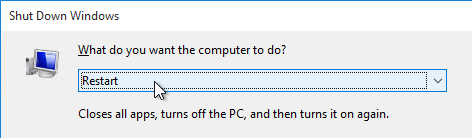 Shut Down Windows
What do you want the computer to do?
Restart
Closes all apps, turns off the PC, and then turns it on again.